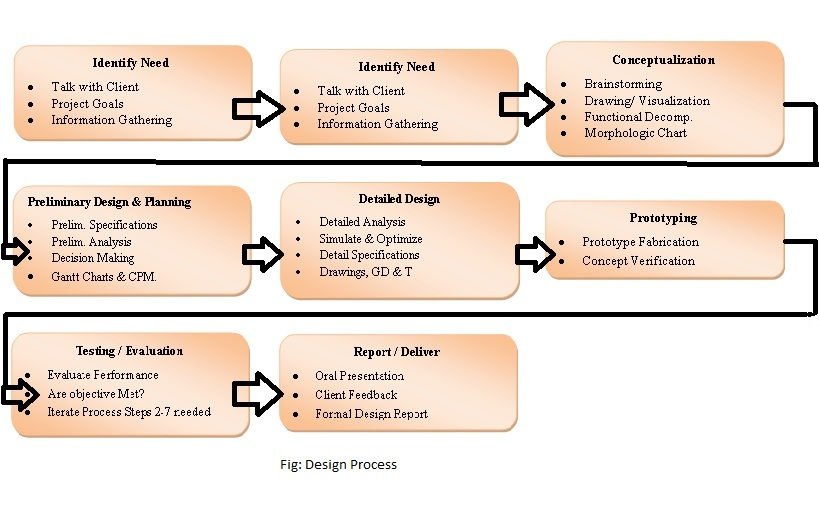 Identify Need
Talk with Client
Project Goals
Information Gathering
Identify Need
Talk with Client
Project Goals
Information Gathering
Conceptualization
Brainstorming
Drawing/ Visualization
Functional Decomp.
Morphologic Chart
Preliminary Design & Planning
Prelim. Specifications
Prelim. Analysis
Decision Making
Gantt Charts & CPM.
Detailed Design
Detailed Analysis
Simulate & Optimize
Detail Specifications
Drawings, GD & T
Prototyping
Prototype Fabrication
Concept Verification
Testing / Evaluation
Evaluate Performance
Are objective Met?
Iterate Process Steps 2-7 needed
Report / Deliver
Oral Presentation
Client Feedback
Formal Design Report
Fig: Design Process